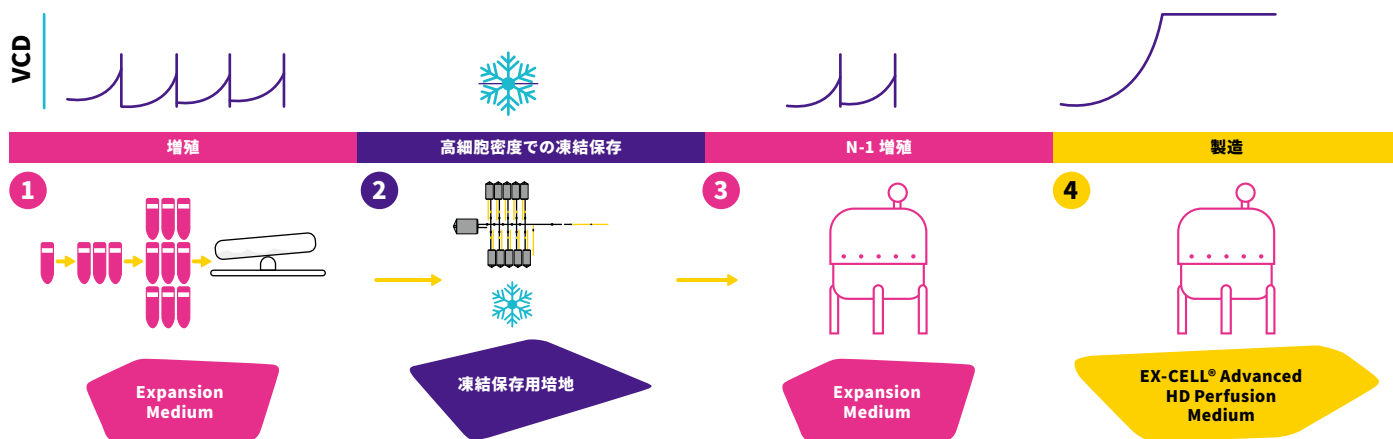 VCD
増殖
高細胞密度での凍結保存
N-1 増殖
製造
1
2
3
4
Expansion
Medium
凍結保存用培地
Expansion
Medium
EX-CELL® Advanced
HD Perfusion
Medium